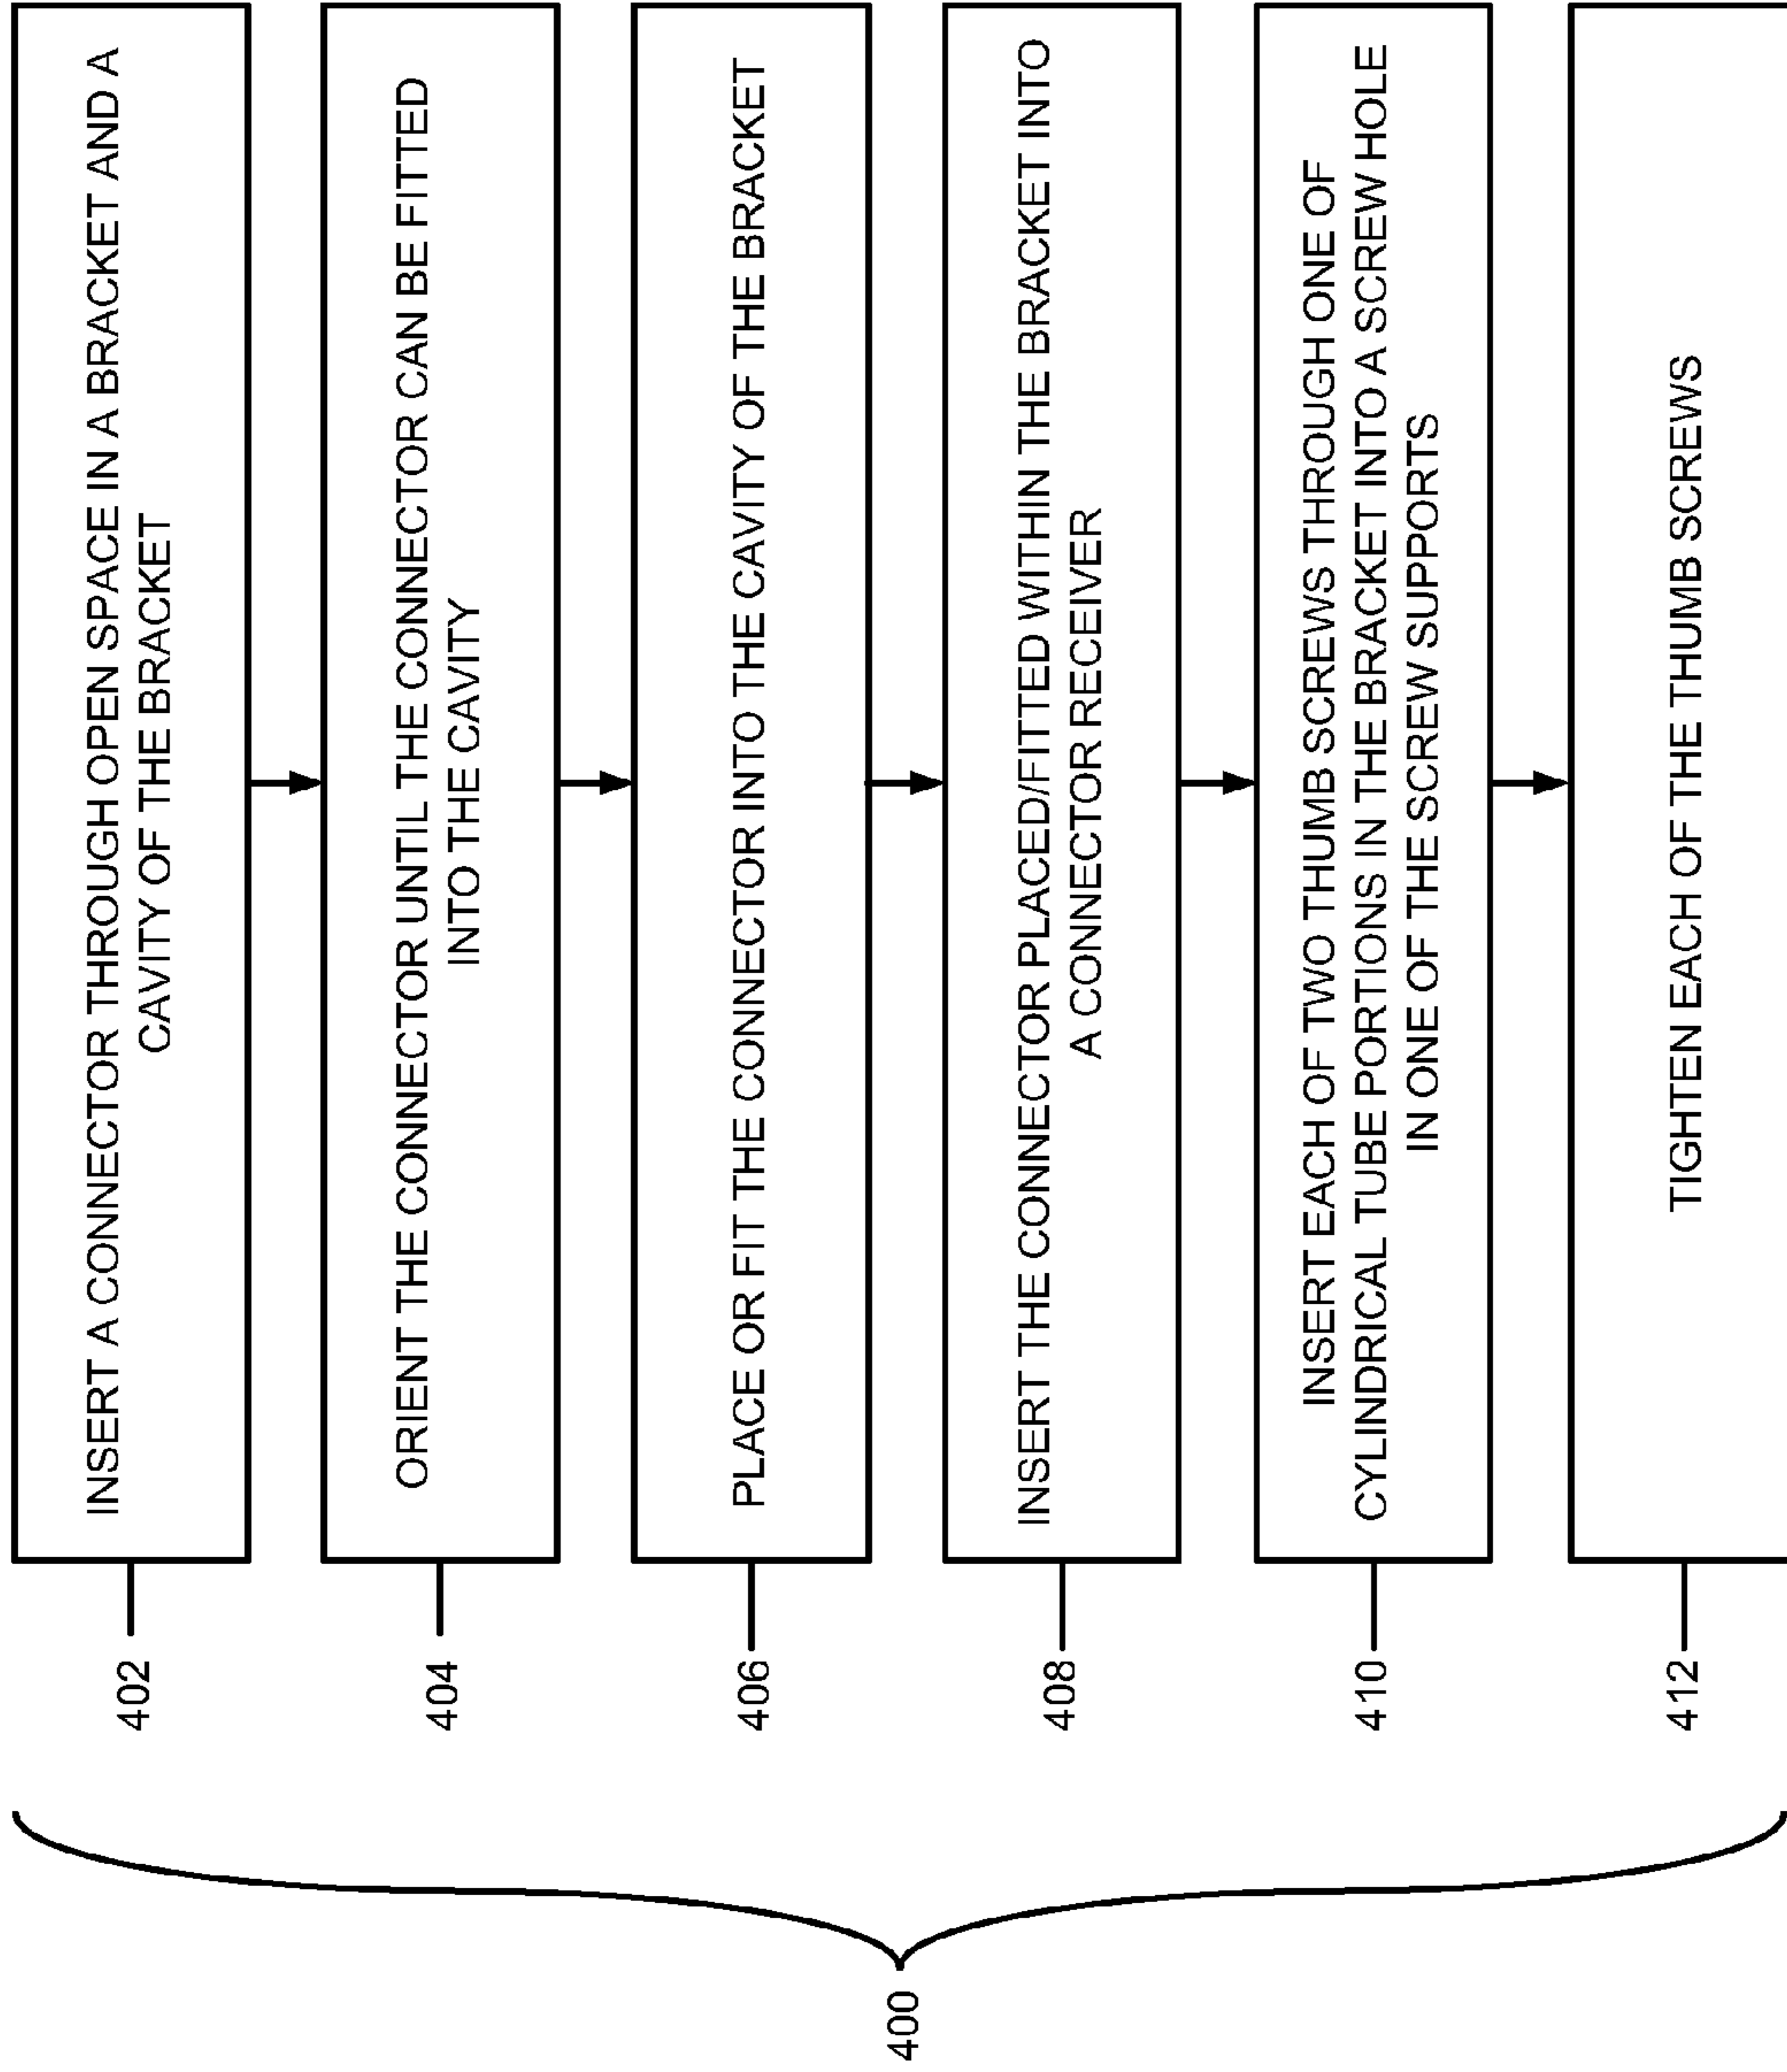 400
402
INSERT A CONNECTOR THROUGH OPEN SPACE IN A BRACKET AND A
CAVITY OF THE BRACKET
404
ORIENT THE CONNECTOR UNTIL THE CONNECTOR CAN BE FITTED
INTO THE CAVITY
406
PLACE OR FIT THE CONNECTOR INTO THE CAVITY OF THE BRACKET
408
INSERT THE CONNECTOR PLACED/FITTED WITHIN THE BRACKET INTO
A CONNECTOR RECEIVER
410
INSERT EACH OF TWO THUMB SCREWS THROUGH ONE OF
CYLINDRICAL TUBE PORTIONS IN THE BRACKET INTO A SCREW HOLE
IN ONE OF THE SCREW SUPPORTS
412
TIGHTEN EACH OF THE THUMB SCREWS